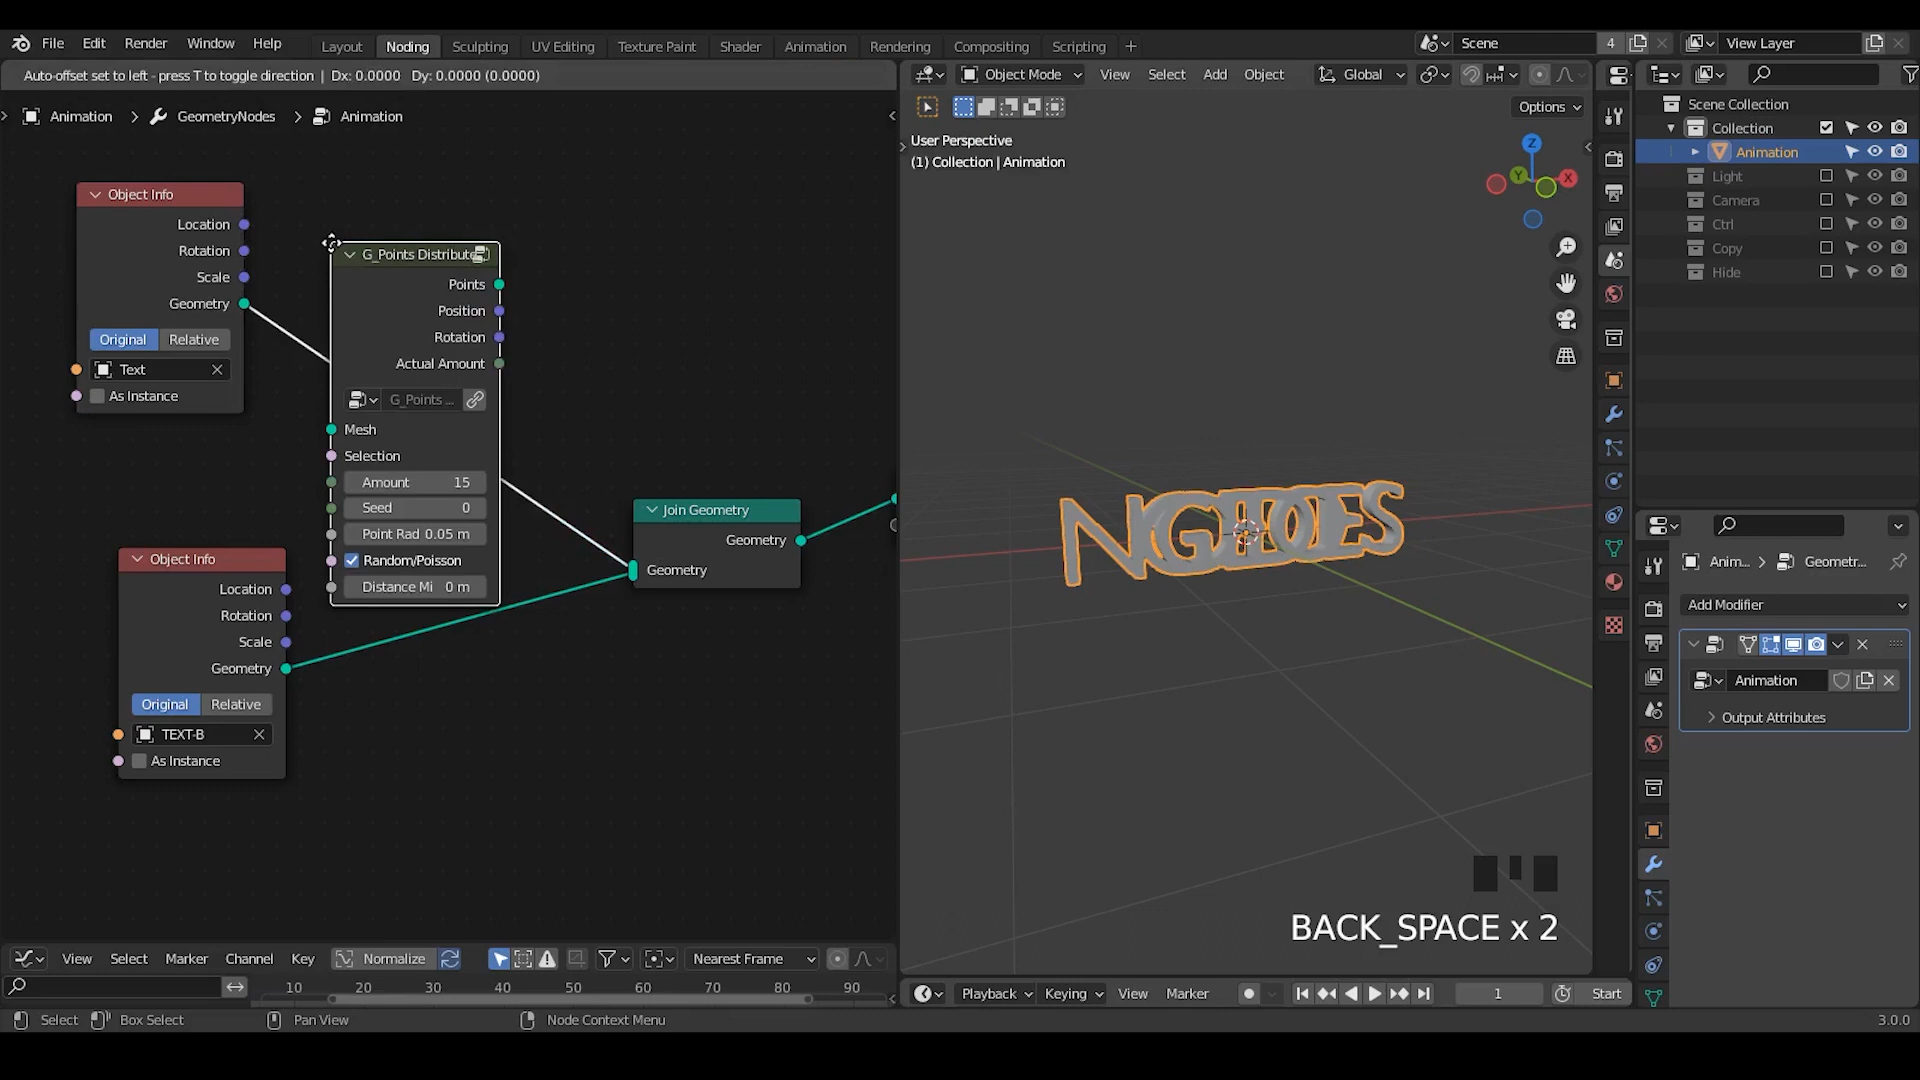 File Edit Render Window Help Layout Noding Sculpting UV Editing Texture Paint Shader Animation Rendering Compositing Scripting + Scene 4 View Layer
Auto-offset set to left - press T to toggle direction | Dx: 0.0000 Dy: 0.0000 (0.0000)
Object Mode View Select Add Object Global
Options
Animation > GeometryNodes > Animation
User Perspective
(1) Collection | Animation
Z
Y
X
Scene Collection
Collection
Animation
Light
Camera
Ctrl
Copy
Hide
Object Info
Location
Rotation
Scale
Geometry
Original Relative
Text
As Instance
G_Points Distribute
Points
Position
Rotation
Actual Amount
G_Points ...
Mesh
Selection
Amount 15
Seed 0
Point Rad 0.05 m
Random/Poisson
Distance Mi 0 m
Object Info
Location
Rotation
Scale
Geometry
Original Relative
TEXT-B
As Instance
Join Geometry
Geometry
Geometry
Anim... > Geometr...
Add Modifier
Animation
Output Attributes
BACK_SPACE x 2
View Select Marker Channel Key Normalize Nearest Frame
10 20 30 40 50 60 70 80 90
Playback Keying View Marker 1 Start
Select Box Select Pan View Node Context Menu 3.0.0